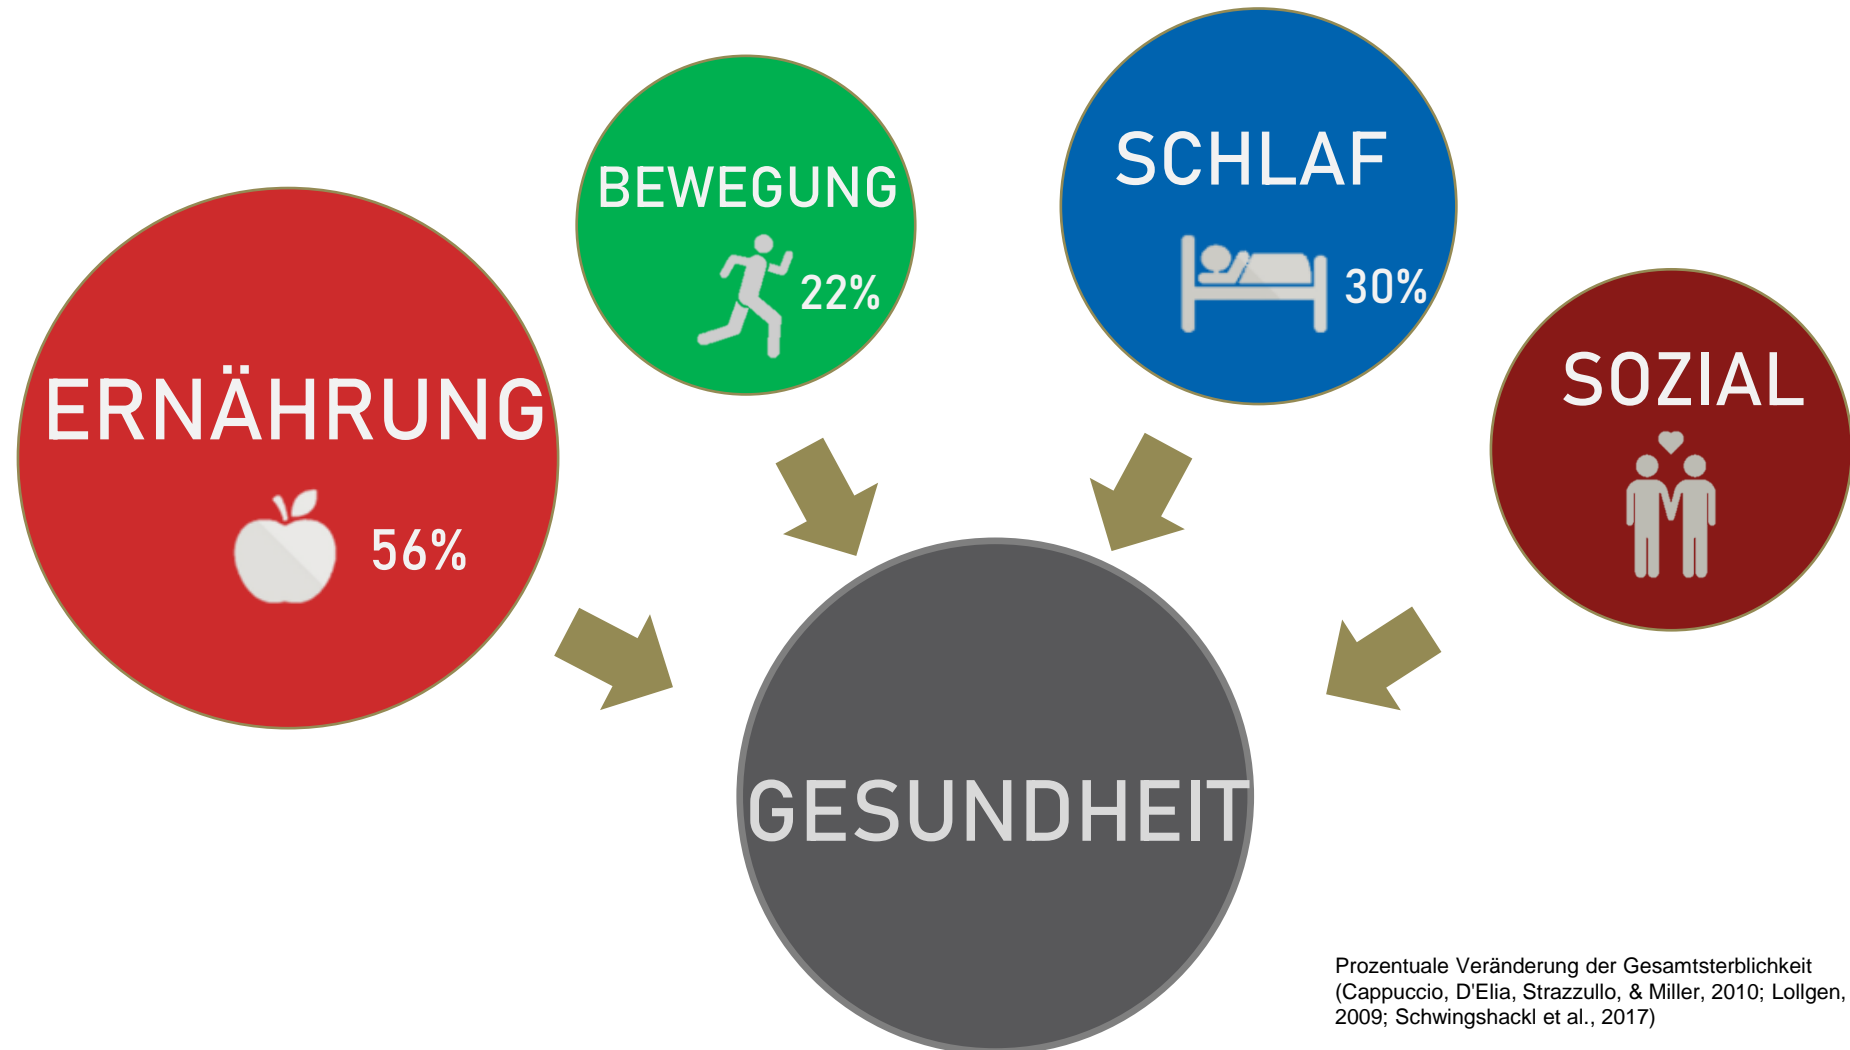 ERNÄHRUNG
56%
BEWEGUNG
22%
SCHLAF
30%
SOZIAL
GESUNDHEIT
Prozentuale Veränderung der Gesamtsterblichkeit
(Cappuccio, D'Elia, Strazzullo, & Miller, 2010; Lollgen,
2009; Schwingshackl et al., 2017)